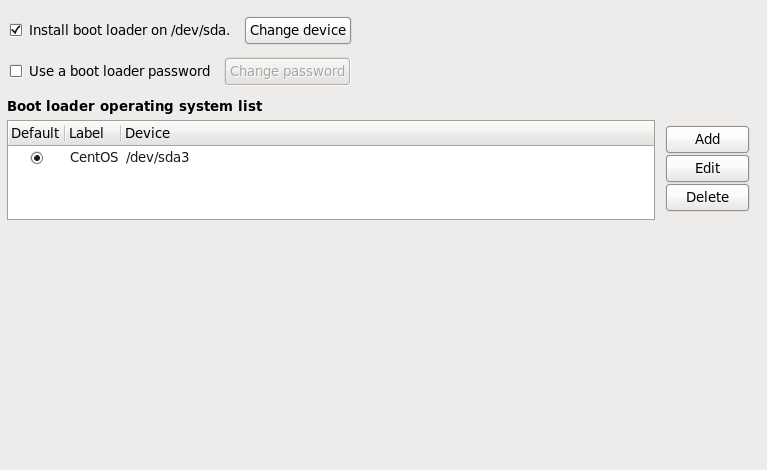 Install boot loader on /dev/sda. Change device
Use a boot loader password Change password
Boot loader operating system list
Default Label Device
CentOS /dev/sda3
Add
Edit
Delete